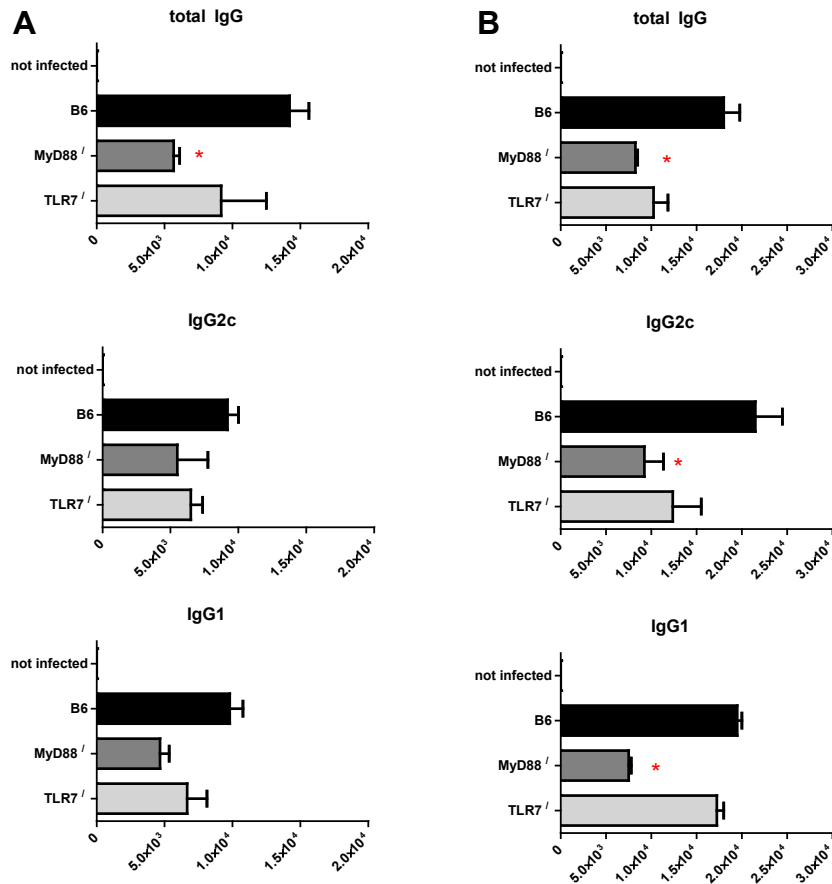 A
total IgG
not infected
B6
MyD88 /
TLR7 /
0
5.0×10³
1.0×10⁴
1.5×10⁴
2.0×10⁴
IgG2c
not infected
B6
MyD88 /
TLR7 /
0
5.0×10³
1.0×10⁴
1.5×10⁴
2.0×10⁴
IgG1
not infected
B6
MyD88 /
TLR7 /
0
5.0×10³
1.0×10⁴
1.5×10⁴
2.0×10⁴
B
total IgG
not infected
B6
MyD88 /
*
TLR7 /
0
5.0×10³
1.0×10⁴
1.5×10⁴
2.0×10⁴
2.5×10⁴
3.0×10⁴
IgG2c
not infected
B6
MyD88 /
*
TLR7 /
0
5.0×10³
1.0×10⁴
1.5×10⁴
2.0×10⁴
2.5×10⁴
3.0×10⁴
IgG1
not infected
B6
MyD88 /
*
TLR7 /
0
5.0×10³
1.0×10⁴
1.5×10⁴
2.0×10⁴
2.5×10⁴
3.0×10⁴